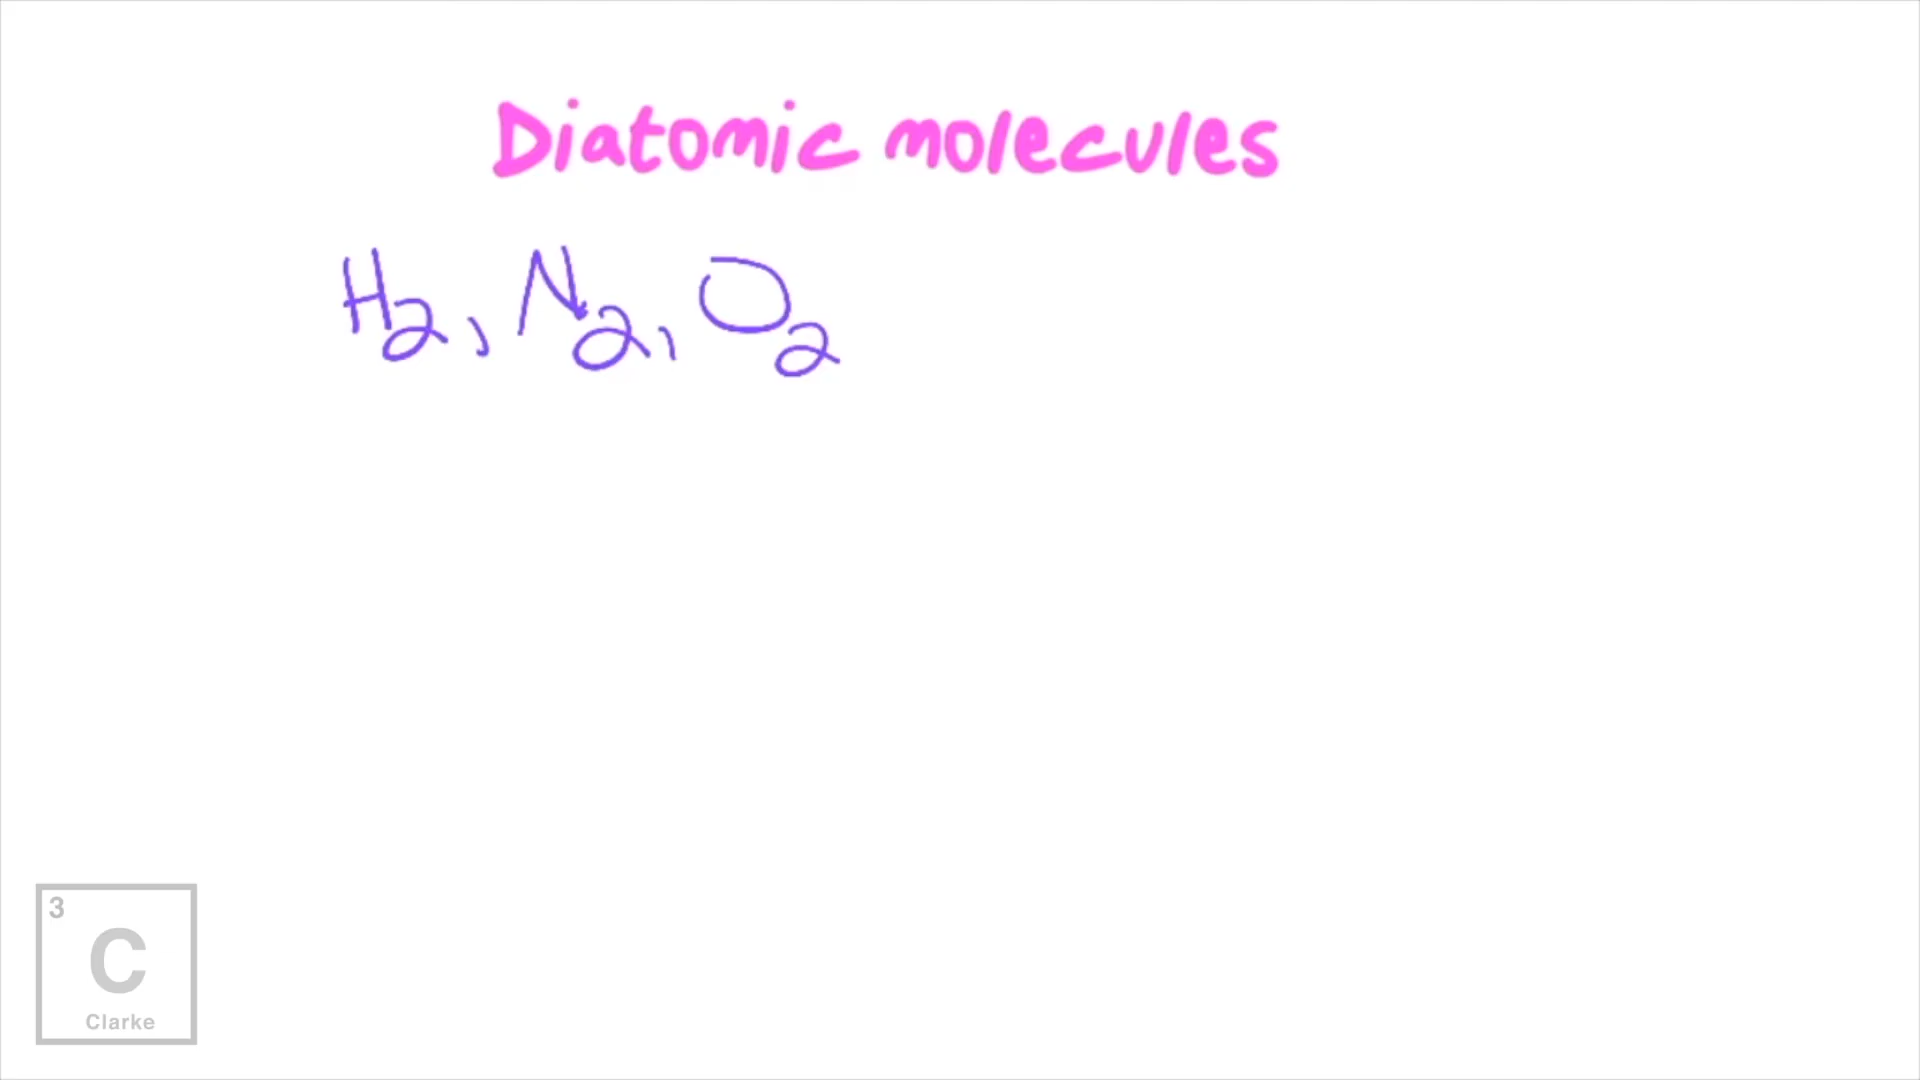 Diatomic molecules
H₂, N₂, O₂
3
C
Clarke